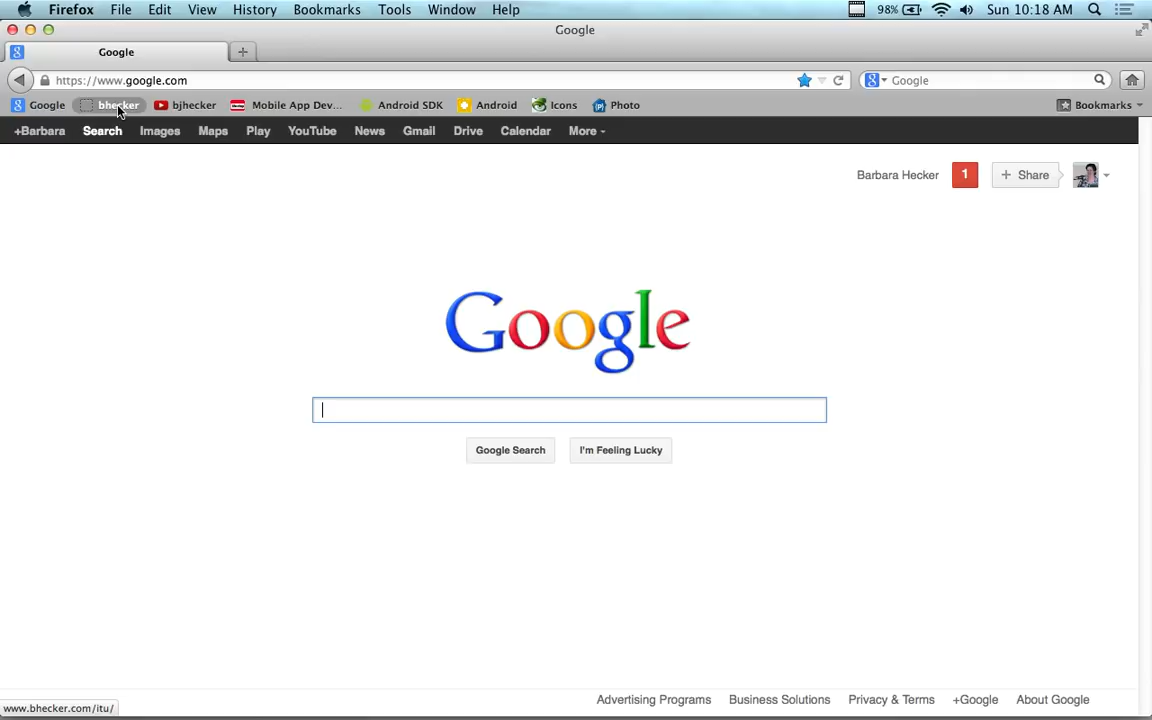 Firefox File Edit View History Bookmarks Tools Window Help 98% Sun 10:18 AM
Google
Google
https://www.google.com Google
Google bhecker bjhecker Mobile App Dev... Android SDK Android Icons Photo Bookmarks
+Barbara Search Images Maps Play YouTube News Gmail Drive Calendar More
Barbara Hecker 1 + Share
Google
Google Search I'm Feeling Lucky
Advertising Programs Business Solutions Privacy & Terms +Google About Google
www.bhecker.com/itu/